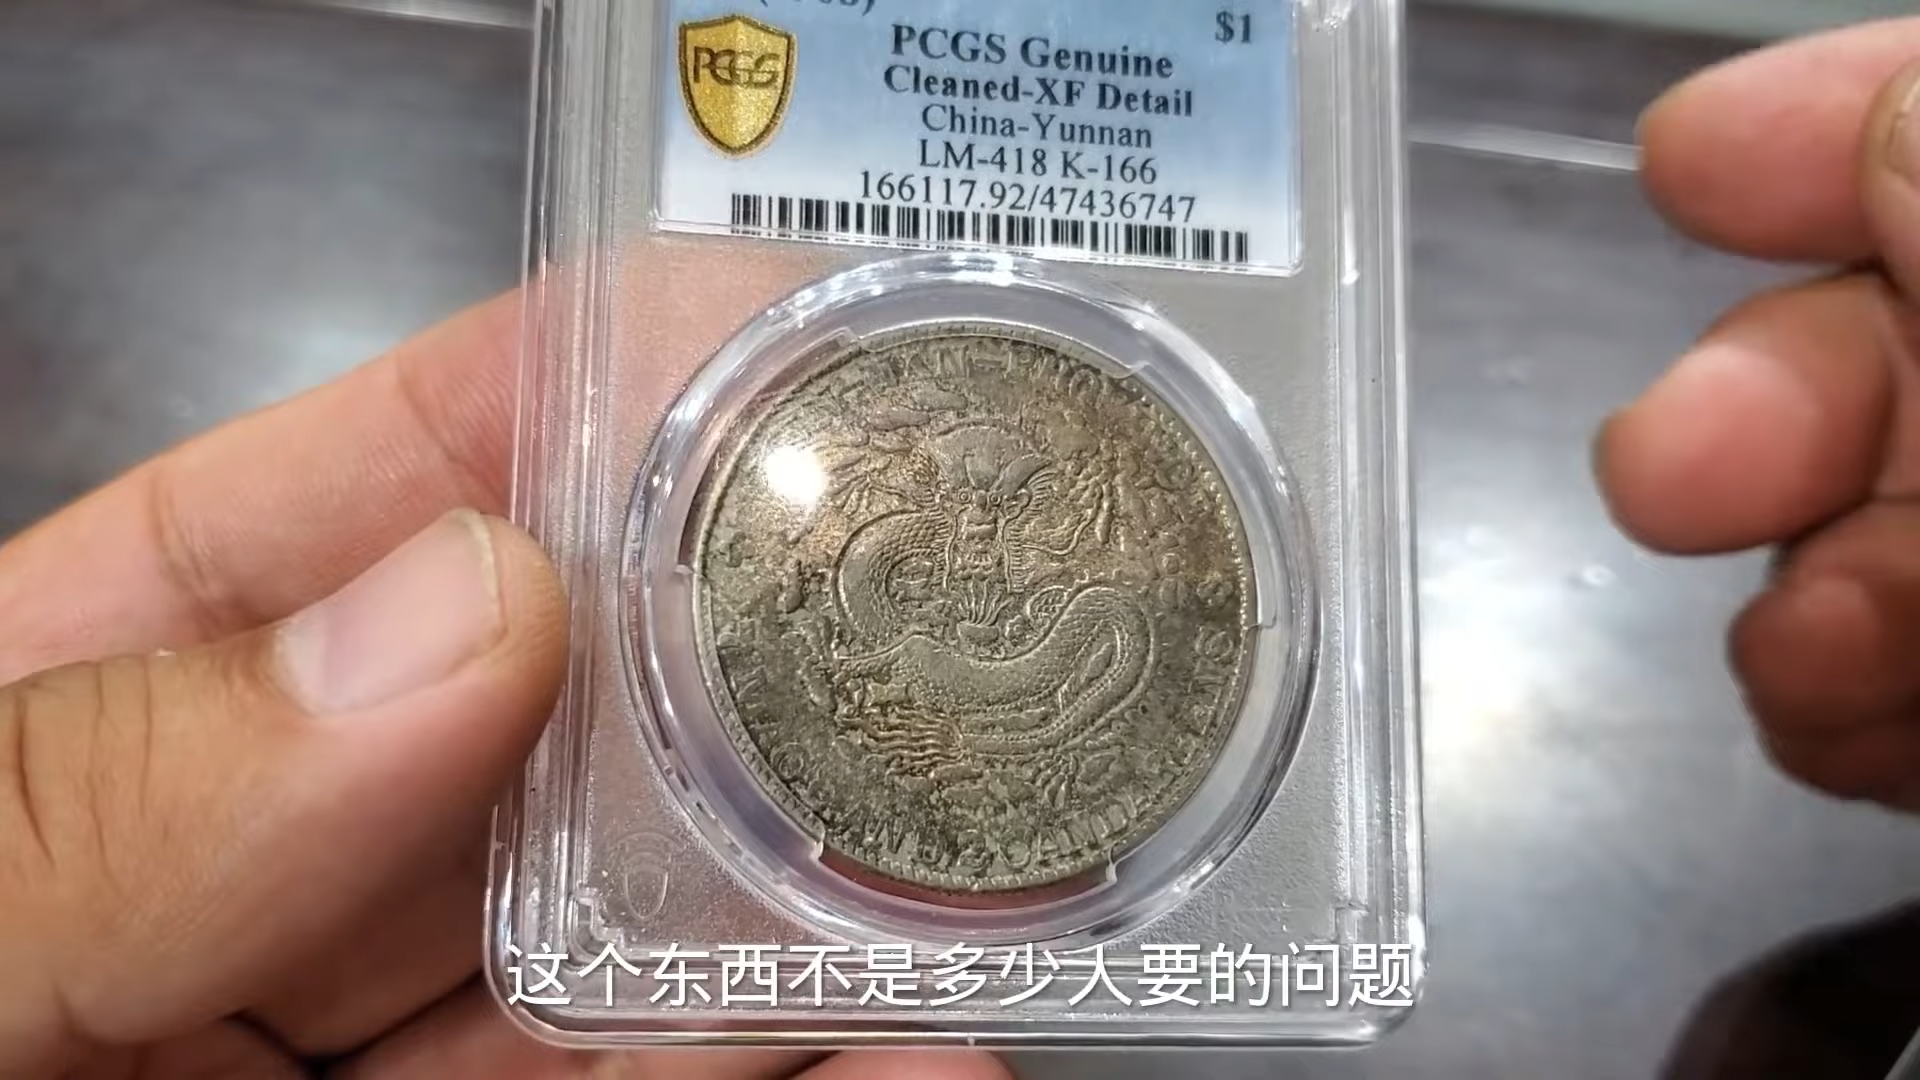 $1
PCGS Genuine
PCGS
Cleaned-XF Detail
China-Yunnan
LM-418 K-166
166117.92/47436747
这个东西不是多少人要的问题